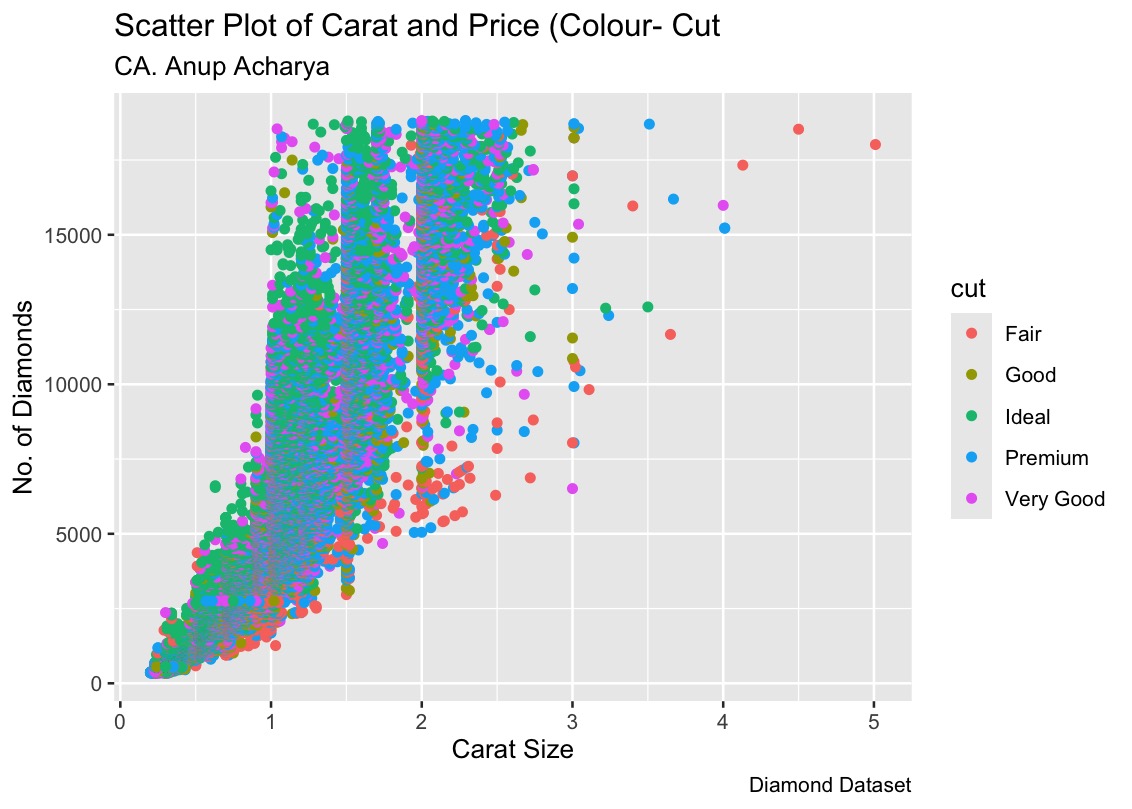 Scatter Plot of Carat and Price (Colour- Cut
CA. Anup Acharya
No. of Diamonds
15000
10000
5000
0
0 1 2 3 4 5
Carat Size
cut
Fair
Good
Ideal
Premium
Very Good
Diamond Dataset